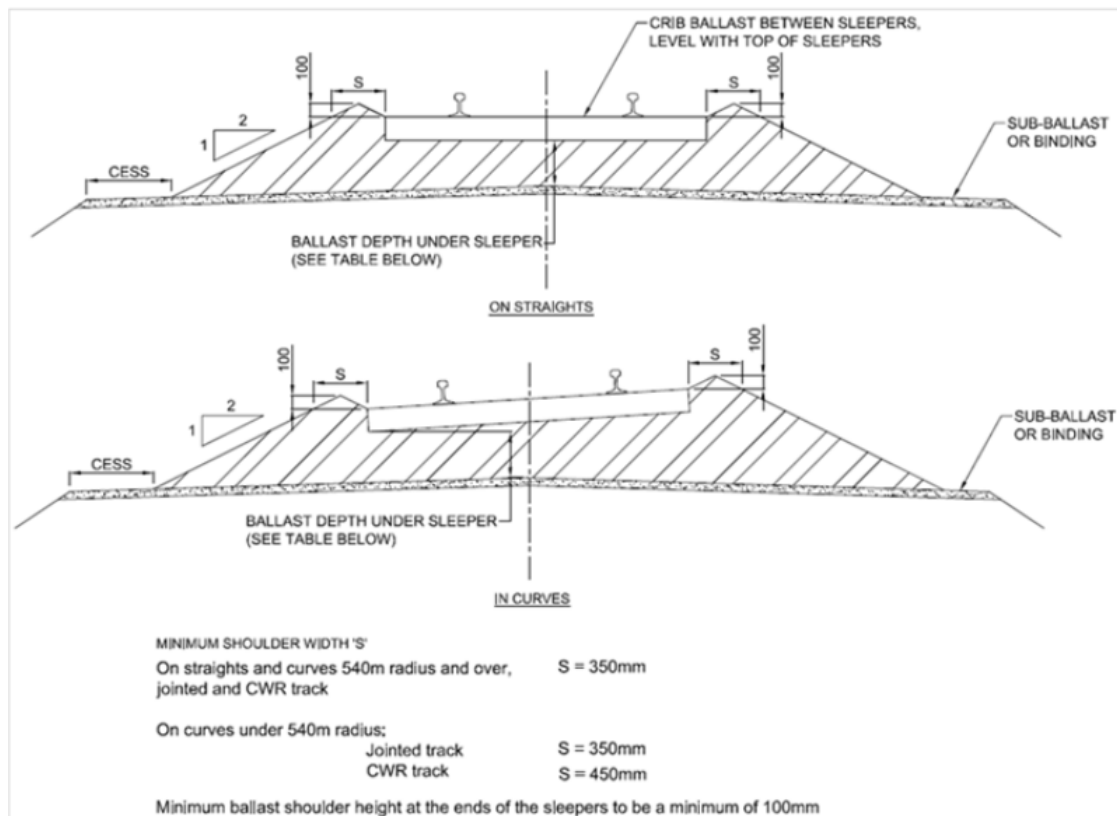 CRIB BALLAST BETWEEN SLEEPERS,
LEVEL WITH TOP OF SLEEPERS
100
S
S
100
2
1
SUB-BALLAST
OR BINDING
CESS
BALLAST DEPTH UNDER SLEEPER
(SEE TABLE BELOW)
ON STRAIGHTS
100
S
S
100
2
1
SUB-BALLAST
OR BINDING
CESS
BALLAST DEPTH UNDER SLEEPER
(SEE TABLE BELOW)
IN CURVES
MINIMUM SHOULDER WIDTH 'S'
On straights and curves 540m radius and over, S = 350mm
jointed and CWR track
On curves under 540m radius;
Jointed track S = 350mm
CWR track S = 450mm
Minimum ballast shoulder height at the ends of the sleepers to be a minimum of 100mm